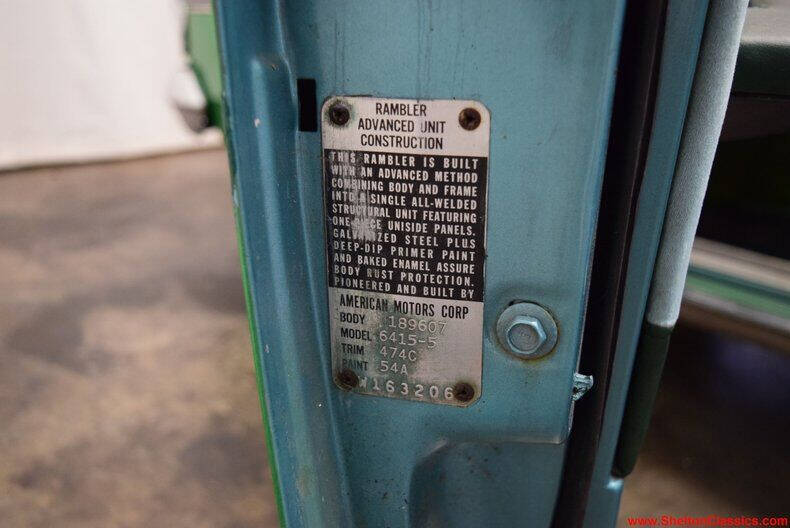 RAMBLER
ADVANCED UNIT
CONSTRUCTION
THIS RAMBLER IS BUILT
WITH AN ADVANCED METHOD
COMBINING BODY AND FRAME
INTO A SINGLE ALL-WELDED
STRUCTURAL UNIT FEATURING
ONE-PIECE UNISIDE PANELS.
GALVANIZED STEEL PLUS
DEEP-DIP PRIMER PAINT
AND BAKED ENAMEL ASSURE
BODY RUST PROTECTION.
PIONEERED AND BUILT BY
AMERICAN MOTORS CORP
BODY 189607
MODEL 6415-5
TRIM 474C
PAINT 54A
W163206
www.SheltonClassics.com